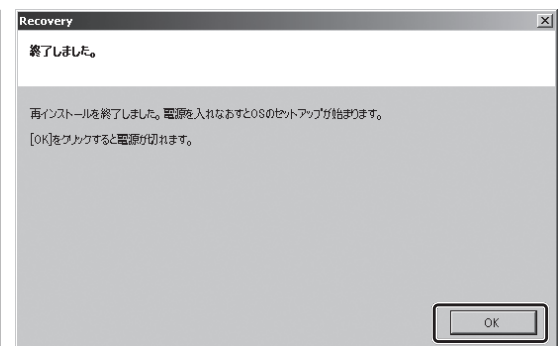 Recovery
終了しました。
再インストールを終了しました。電源を入れなおすとOSのセットアップが始まります。
[OK]をクリックすると電源が切れます。
OK